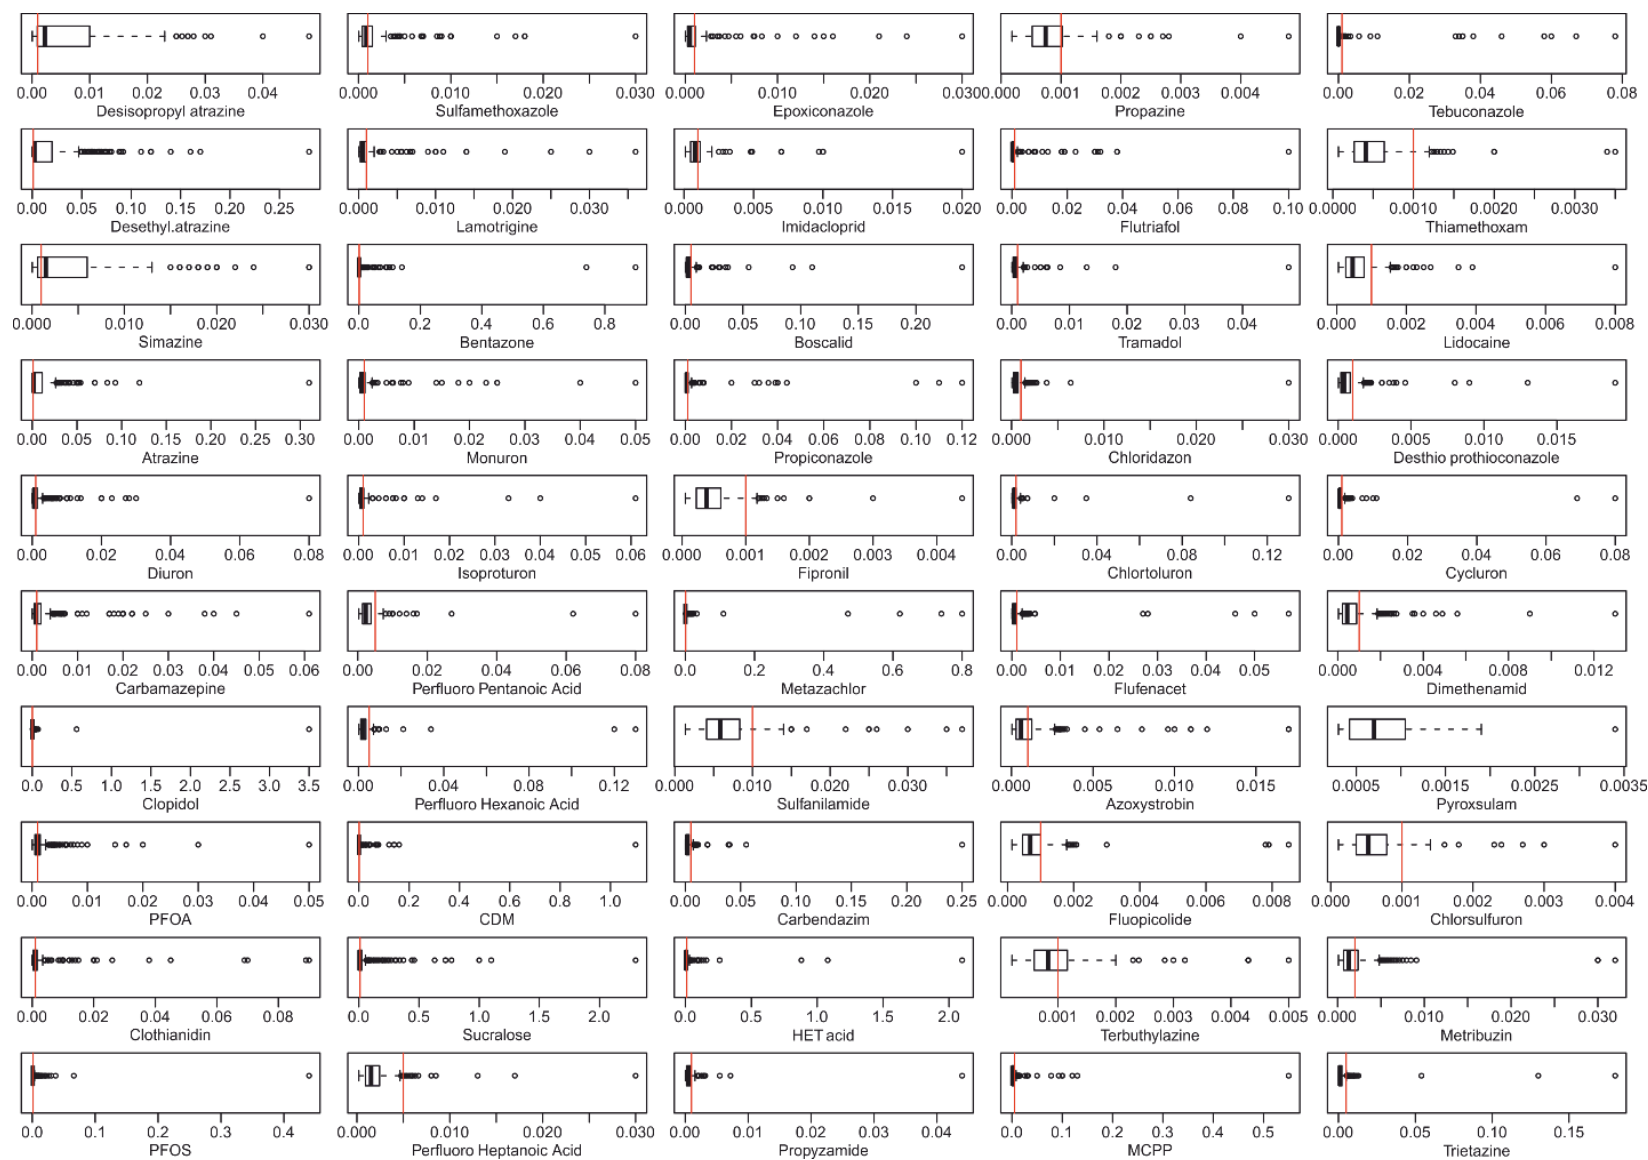 0.00 0.01 0.02 0.03 0.04 0.000 0.010 0.020 0.030 0.000 0.010 0.020 0.030 0.000 0.001 0.002 0.003 0.004 0.00 0.02 0.04 0.06 0.08
Desisopropyl atrazine Sulfamethoxazole Epoxiconazole Propazine Tebuconazole
0.00 0.05 0.10 0.15 0.20 0.25 0.000 0.010 0.020 0.030 0.000 0.005 0.010 0.015 0.020 0.00 0.02 0.04 0.06 0.08 0.10 0.0000 0.0010 0.0020 0.0030
Desethyl.atrazine Lamotrigine Imidacloprid Flutriafol Thiamethoxam
0.000 0.010 0.020 0.030 0.0 0.2 0.4 0.6 0.8 0.00 0.05 0.10 0.15 0.20 0.00 0.01 0.02 0.03 0.04 0.000 0.002 0.004 0.006 0.008
Simazine Bentazone Boscalid Tramadol Lidocaine
0.00 0.05 0.10 0.15 0.20 0.25 0.30 0.00 0.01 0.02 0.03 0.04 0.05 0.00 0.02 0.04 0.06 0.08 0.10 0.12 0.000 0.010 0.020 0.030 0.000 0.005 0.010 0.015
Atrazine Monuron Propiconazole Chloridazon Desthio prothioconazole
0.00 0.02 0.04 0.06 0.08 0.00 0.01 0.02 0.03 0.04 0.05 0.06 0.000 0.001 0.002 0.003 0.004 0.00 0.04 0.08 0.12 0.00 0.02 0.04 0.06 0.08
Diuron Isoproturon Fipronil Chlortoluron Cycluron
0.00 0.01 0.02 0.03 0.04 0.05 0.06 0.00 0.02 0.04 0.06 0.08 0.0 0.2 0.4 0.6 0.8 0.00 0.01 0.02 0.03 0.04 0.05 0.000 0.004 0.008 0.012
Carbamazepine Perfluoro Pentanoic Acid Metazachlor Flufenacet Dimethenamid
0.0 0.5 1.0 1.5 2.0 2.5 3.0 3.5 0.00 0.04 0.08 0.12 0.000 0.010 0.020 0.030 0.000 0.005 0.010 0.015 0.0005 0.0015 0.0025 0.0035
Clopidol Perfluoro Hexanoic Acid Sulfanilamide Azoxystrobin Pyroxsulam
0.00 0.01 0.02 0.03 0.04 0.05 0.0 0.2 0.4 0.6 0.8 1.0 0.00 0.05 0.10 0.15 0.20 0.25 0.000 0.002 0.004 0.006 0.008 0.000 0.001 0.002 0.003 0.004
PFOA CDM Carbendazim Fluopicolide Chlorsulfuron
0.00 0.02 0.04 0.06 0.08 0.0 0.5 1.0 1.5 2.0 0.0 0.5 1.0 1.5 2.0 0.001 0.002 0.003 0.004 0.005 0.000 0.010 0.020 0.030
Clothianidin Sucralose HET acid Terbuthylazine Metribuzin
0.0 0.1 0.2 0.3 0.4 0.000 0.010 0.020 0.030 0.00 0.01 0.02 0.03 0.04 0.0 0.1 0.2 0.3 0.4 0.5 0.00 0.05 0.10 0.15
PFOS Perfluoro Heptanoic Acid Propyzamide MCPP Trietazine